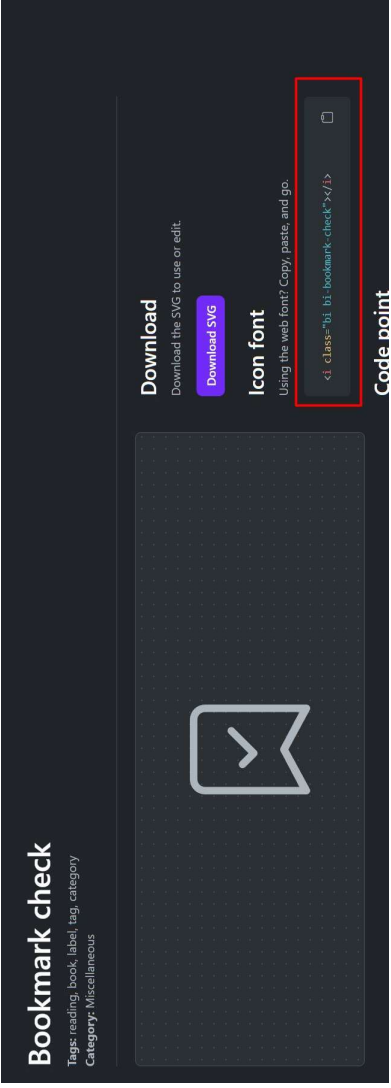 Bookmark check
Tags: reading, book, label, tag, category
Category: Miscellaneous
Download
Download the SVG to use or edit.
Download SVG
Icon font
Using the web font? Copy, paste, and go.
<i class="bi bi-bookmark-check"></i>
Code point